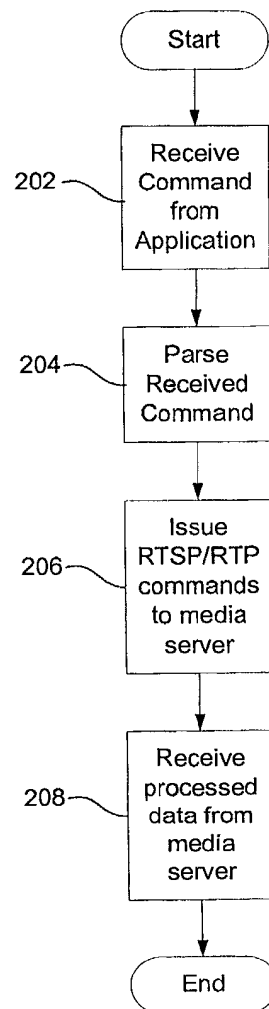 Start
202
Receive
Command
from
Application
204
Parse
Received
Command
206
Issue
RTSP/RTP
commands
to media
server
208
Receive
processed
data from
media
server
End